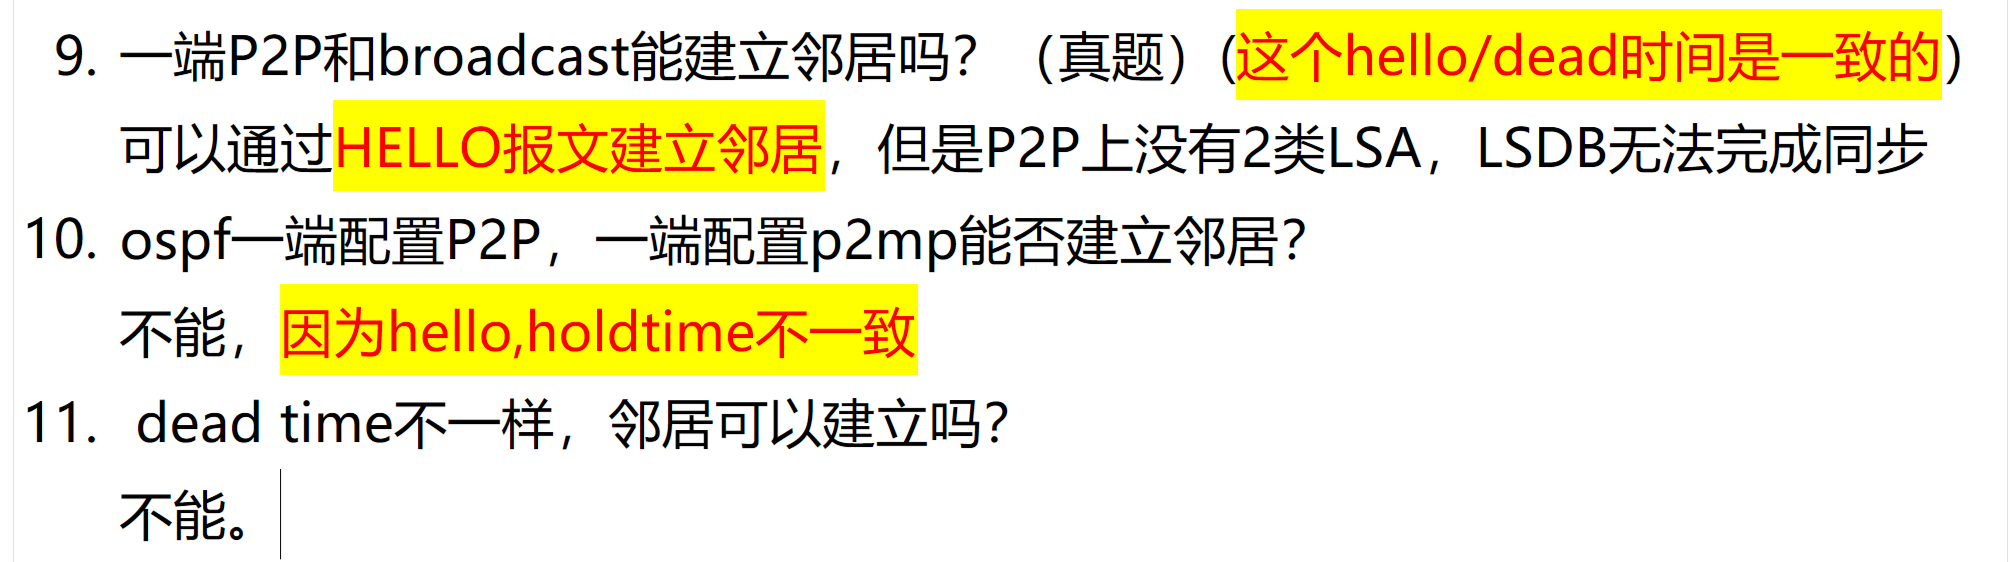 9. 一端P2P和broadcast能建立邻居吗？（真题）(这个hello/dead时间是一致的)
可以通过HELLO报文建立邻居，但是P2P上没有2类LSA，LSDB无法完成同步
10. ospf一端配置P2P，一端配置p2mp能否建立邻居？
不能，因为hello,holdtime不一致
11. dead time不一样，邻居可以建立吗？
不能。